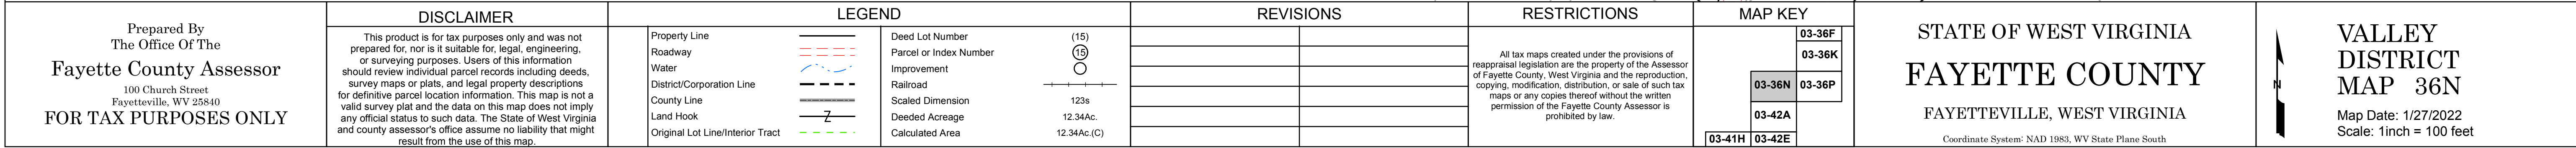 Prepared By
The Office Of The
Fayette County Assessor
100 Church Street
Fayetteville, WV 25840
FOR TAX PURPOSES ONLY
DISCLAIMER
This product is for tax purposes only and was not
prepared for, nor is it suitable for, legal, engineering,
or surveying purposes. Users of this information
should review individual parcel records including deeds,
survey maps or plats, and legal property descriptions
for definitive parcel location information. This map is not a
valid survey plat and the data on this map does not imply
any official status to such data. The State of West Virginia
and county assessor's office assume no liability that might
result from the use of this map.
LEGEND
Property Line
Roadway
Water
District/Corporation Line
County Line
Land Hook
Z
Original Lot Line/Interior Tract
Deed Lot Number (15)
Parcel or Index Number 15
Improvement
Railroad
Scaled Dimension 123s
Deeded Acreage 12.34Ac.
Calculated Area 12.34Ac.(C)
REVISIONS
RESTRICTIONS
All tax maps created under the provisions of
reappraisal legislation are the property of the Assessor
of Fayette County, West Virginia and the reproduction,
copying, modification, distribution, or sale of such tax
maps or any copies thereof without the written
permission of the Fayette County Assessor is
prohibited by law.
MAP KEY
03-36F
03-36K
03-36N 03-36P
03-42A
03-41H 03-42E
STATE OF WEST VIRGINIA
FAYETTE COUNTY
FAYETTEVILLE, WEST VIRGINIA
Coordinate System: NAD 1983, WV State Plane South
N
VALLEY
DISTRICT
MAP 36N
Map Date: 1/27/2022
Scale: 1inch = 100 feet